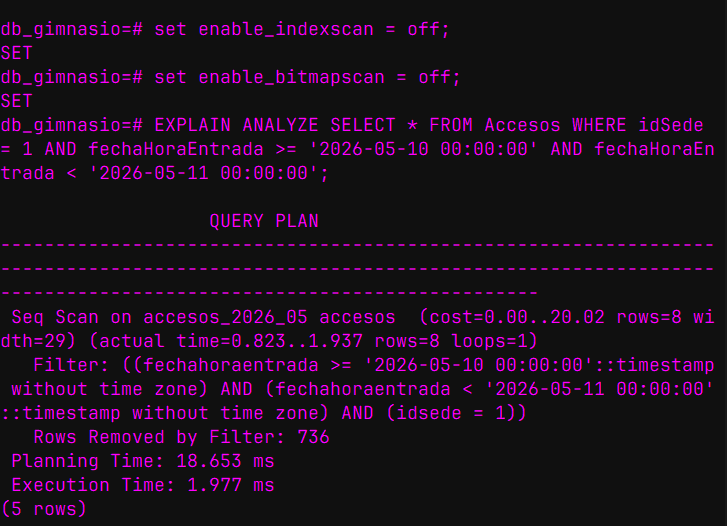 db_gimnasio=# set enable_indexscan = off;
SET
db_gimnasio=# set enable_bitmapscan = off;
SET
db_gimnasio=# EXPLAIN ANALYZE SELECT * FROM Accesos WHERE idSede
= 1 AND fechaHoraEntrada >= '2026-05-10 00:00:00' AND fechaHoraEn
trada < '2026-05-11 00:00:00';
QUERY PLAN
-----------------------------------------------------------------
-----------------------------------------------------------------
-------------------------------------------------
 Seq Scan on accesos_2026_05 accesos  (cost=0.00..20.02 rows=8 wi
dth=29) (actual time=0.823..1.937 rows=8 loops=1)
   Filter: ((fechahoraentrada >= '2026-05-10 00:00:00'::timestamp
 without time zone) AND (fechahoraentrada < '2026-05-11 00:00:00'
::timestamp without time zone) AND (idsede = 1))
   Rows Removed by Filter: 736
 Planning Time: 18.653 ms
 Execution Time: 1.977 ms
(5 rows)